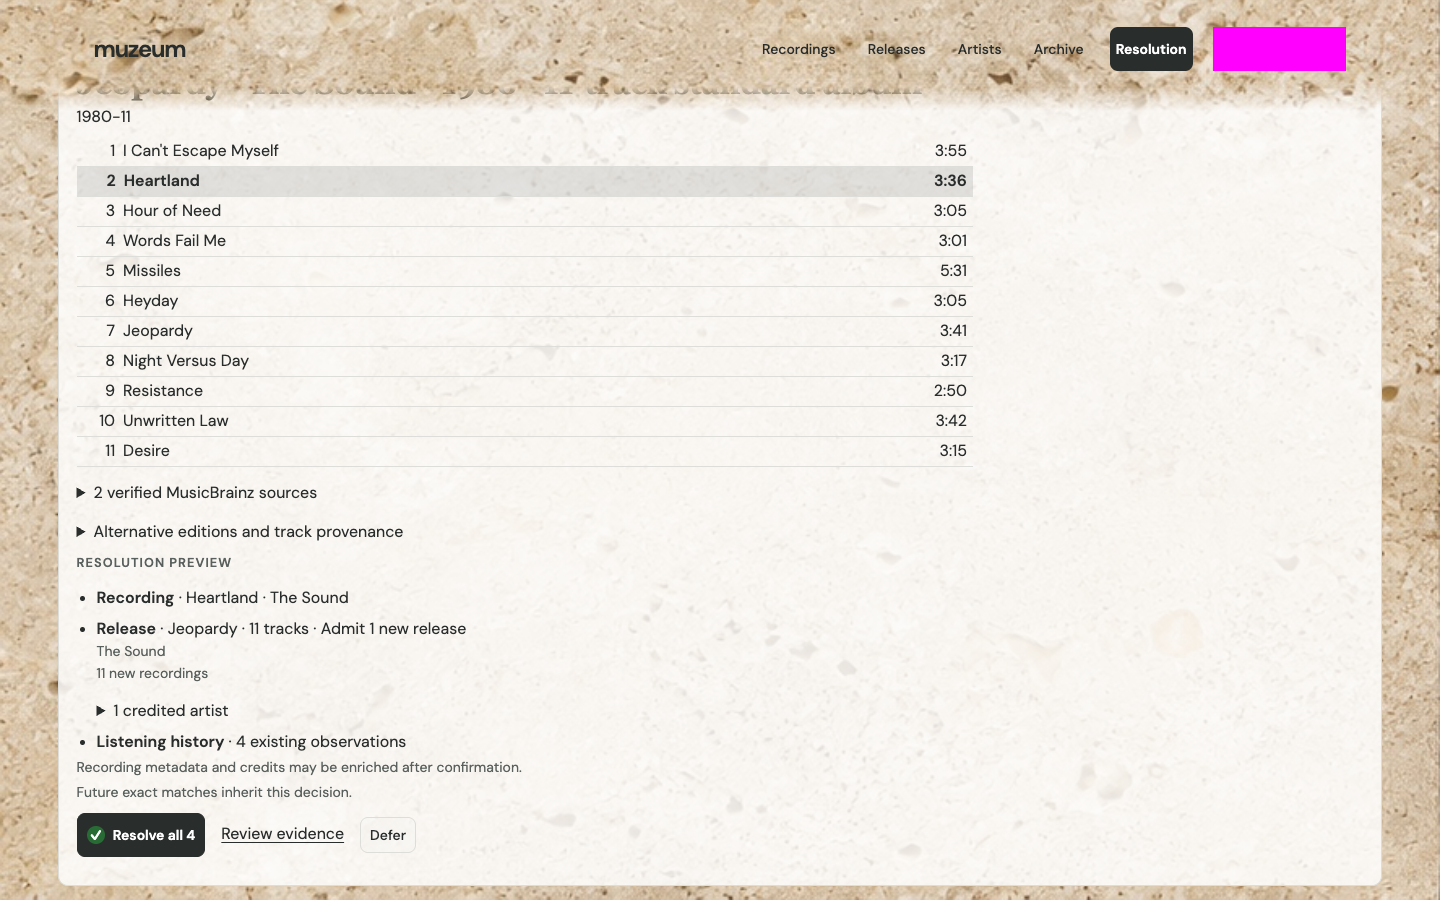 muzeum
Recordings
Releases
Artists
Archive
Resolution
1980-11
1 I Can't Escape Myself 3:55
2 Heartland 3:36
3 Hour of Need 3:05
4 Words Fail Me 3:01
5 Missiles 5:31
6 Heyday 3:05
7 Jeopardy 3:41
8 Night Versus Day 3:17
9 Resistance 2:50
10 Unwritten Law 3:42
11 Desire 3:15
2 verified MusicBrainz sources
Alternative editions and track provenance
RESOLUTION PREVIEW
Recording · Heartland · The Sound
Release · Jeopardy · 11 tracks · Admit 1 new release
The Sound
11 new recordings
1 credited artist
Listening history · 4 existing observations
Recording metadata and credits may be enriched after confirmation.
Future exact matches inherit this decision.
Resolve all 4
Review evidence
Defer